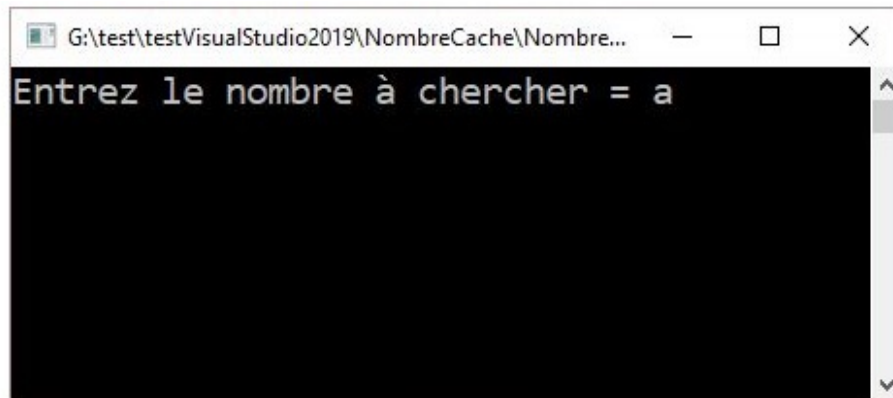 G:\test\testVisualStudio2019\NombreCache\Nombre...
Entrez le nombre à chercher = a